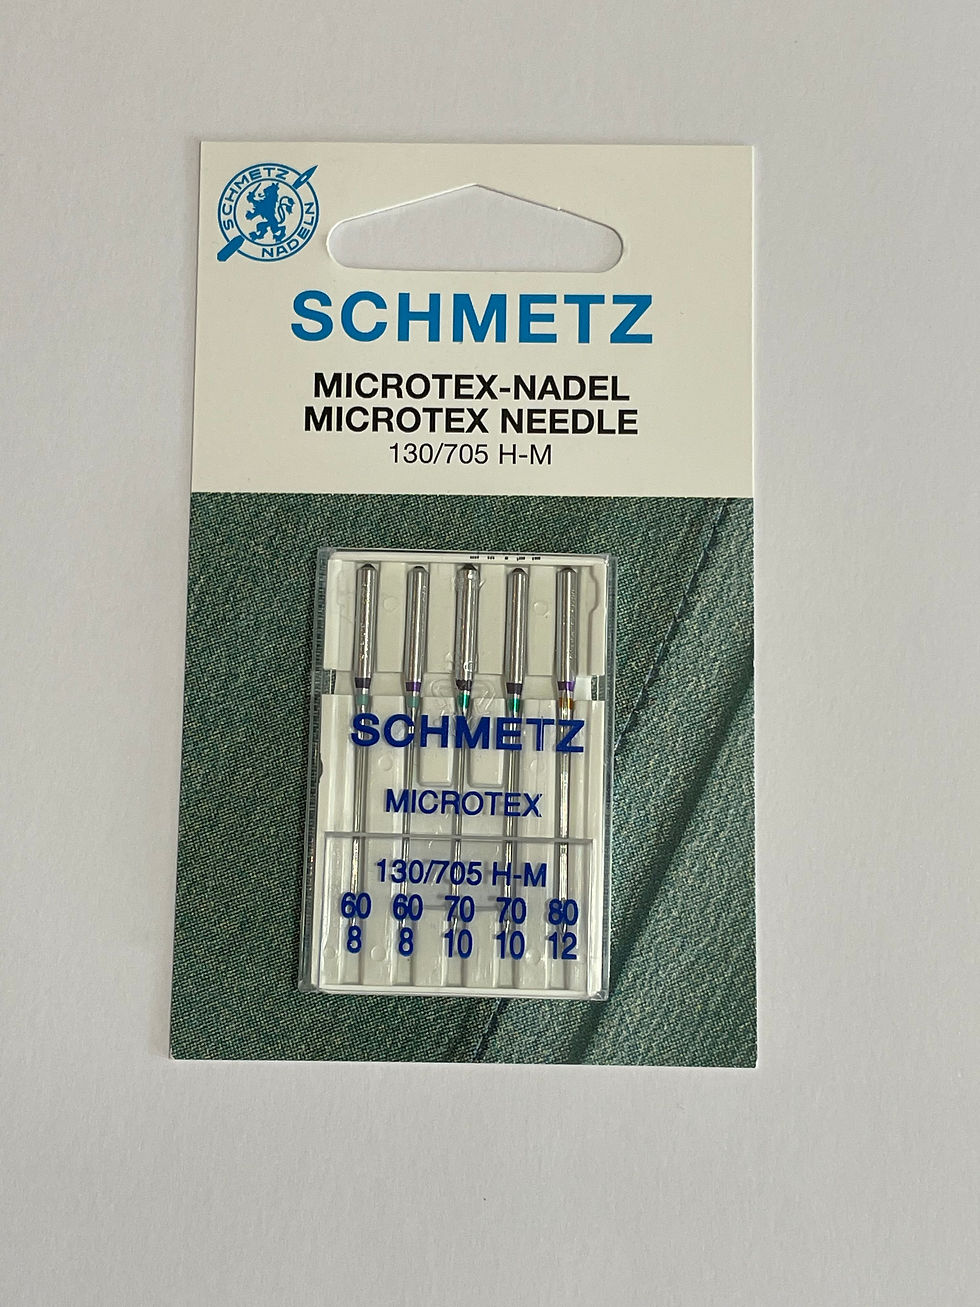 SCHMETZ NADELN
SCHMETZ
MICROTEX-NADEL
MICROTEX NEEDLE
130/705 H-M
SCHMETZ
MICROTEX
130/705 H-M
60 60 70 70 80
8 8 10 10 12